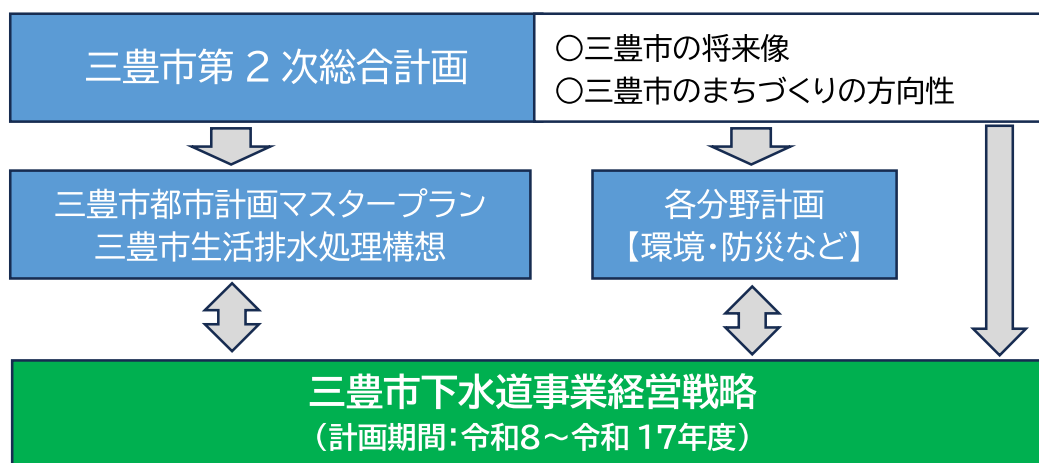 三豊市第 2 次総合計画
○三豊市の将来像
○三豊市のまちづくりの方向性
三豊市都市計画マスタープラン
三豊市生活排水処理構想
各分野計画
【環境・防災など】
三豊市下水道事業経営戦略
（計画期間：令和8～令和 17年度）